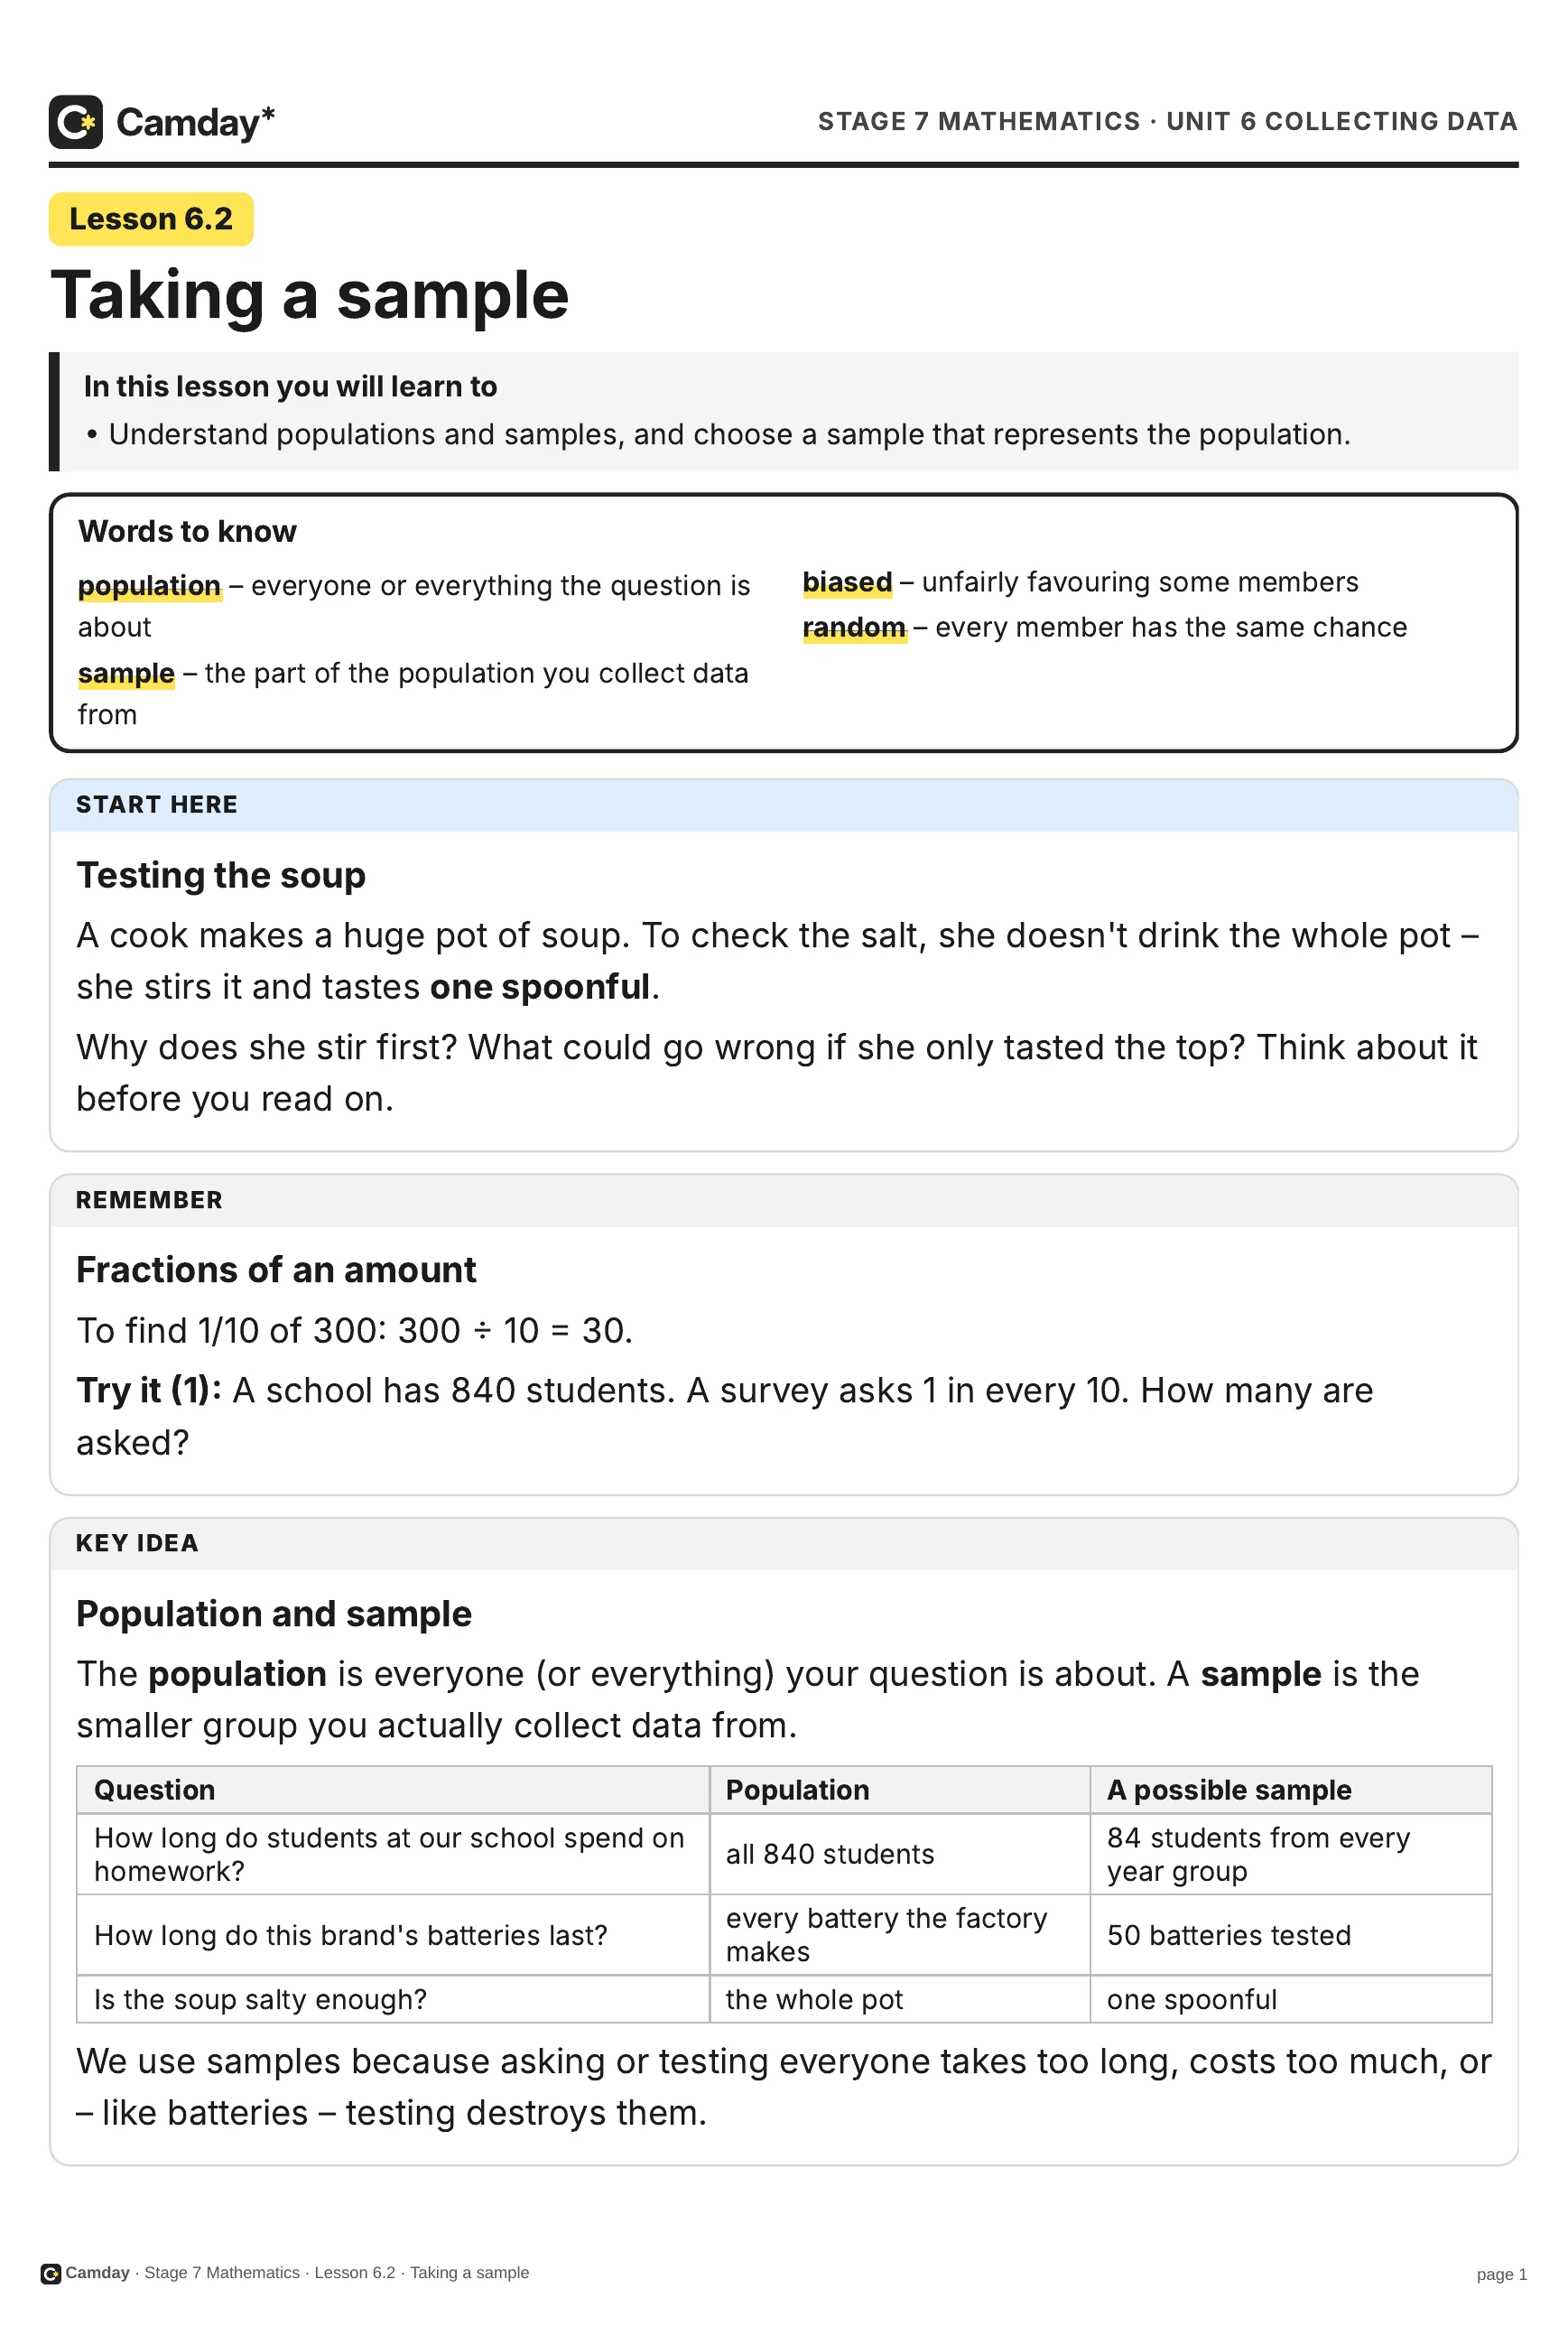 Camday*
STAGE 7 MATHEMATICS · UNIT 6 COLLECTING DATA
Lesson 6.2
Taking a sample
In this lesson you will learn to
• Understand populations and samples, and choose a sample that represents the population.
Words to know
population – everyone or everything the question is
about
sample – the part of the population you collect data
from
biased – unfairly favouring some members
random – every member has the same chance
START HERE
Testing the soup
A cook makes a huge pot of soup. To check the salt, she doesn't drink the whole pot –
she stirs it and tastes one spoonful.
Why does she stir first? What could go wrong if she only tasted the top? Think about it
before you read on.
REMEMBER
Fractions of an amount
To find 1/10 of 300: 300 ÷ 10 = 30.
Try it (1): A school has 840 students. A survey asks 1 in every 10. How many are
asked?
KEY IDEA
Population and sample
The population is everyone (or everything) your question is about. A sample is the
smaller group you actually collect data from.
Question Population A possible sample
How long do students at our school spend on
homework?
all 840 students
84 students from every
year group
How long do this brand's batteries last?
every battery the factory
makes
50 batteries tested
Is the soup salty enough? the whole pot one spoonful
We use samples because asking or testing everyone takes too long, costs too much, or
– like batteries – testing destroys them.
Camday · Stage 7 Mathematics · Lesson 6.2 · Taking a sample
page 1